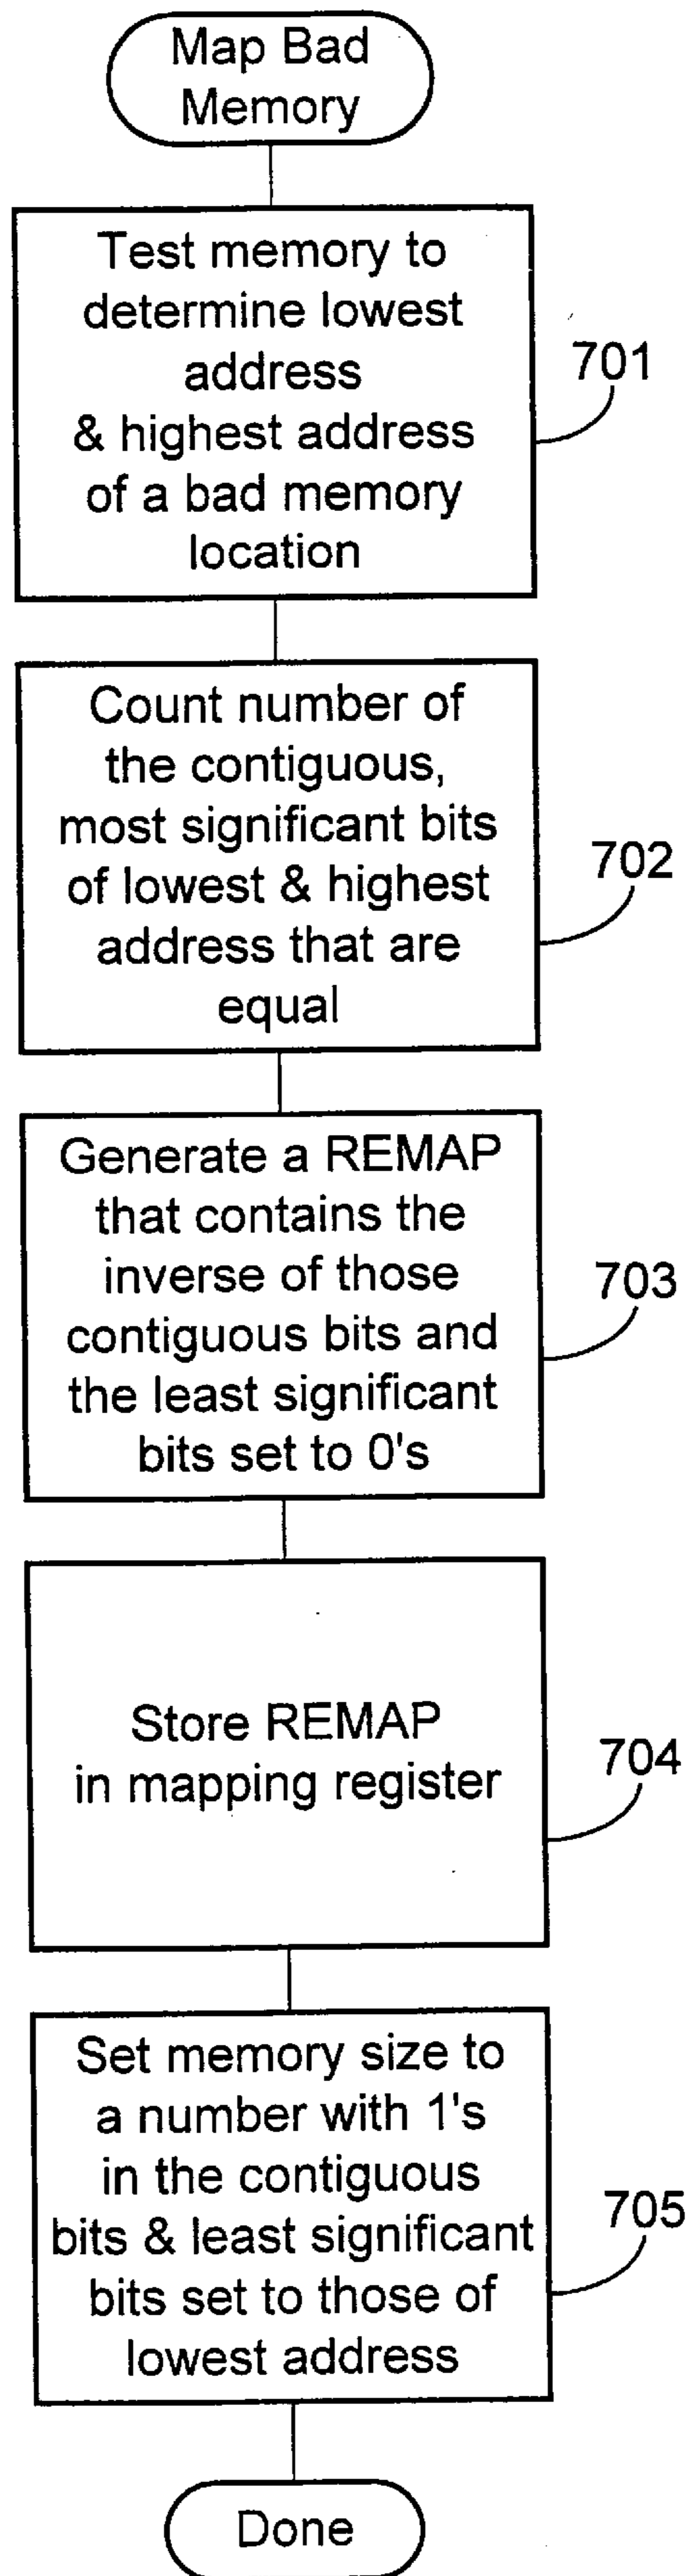 Map Bad
Memory
Test memory to
determine lowest
address
& highest address
of a bad memory
location
701
Count number of
the contiguous,
most significant bits
of lowest & highest
address that are
equal
702
Generate a REMAP
that contains the
inverse of those
contiguous bits and
the least significant
bits set to 0's
703
Store REMAP
in mapping register
704
Set memory size to
a number with 1's
in the contiguous
bits & least significant
bits set to those of
lowest address
705
Done